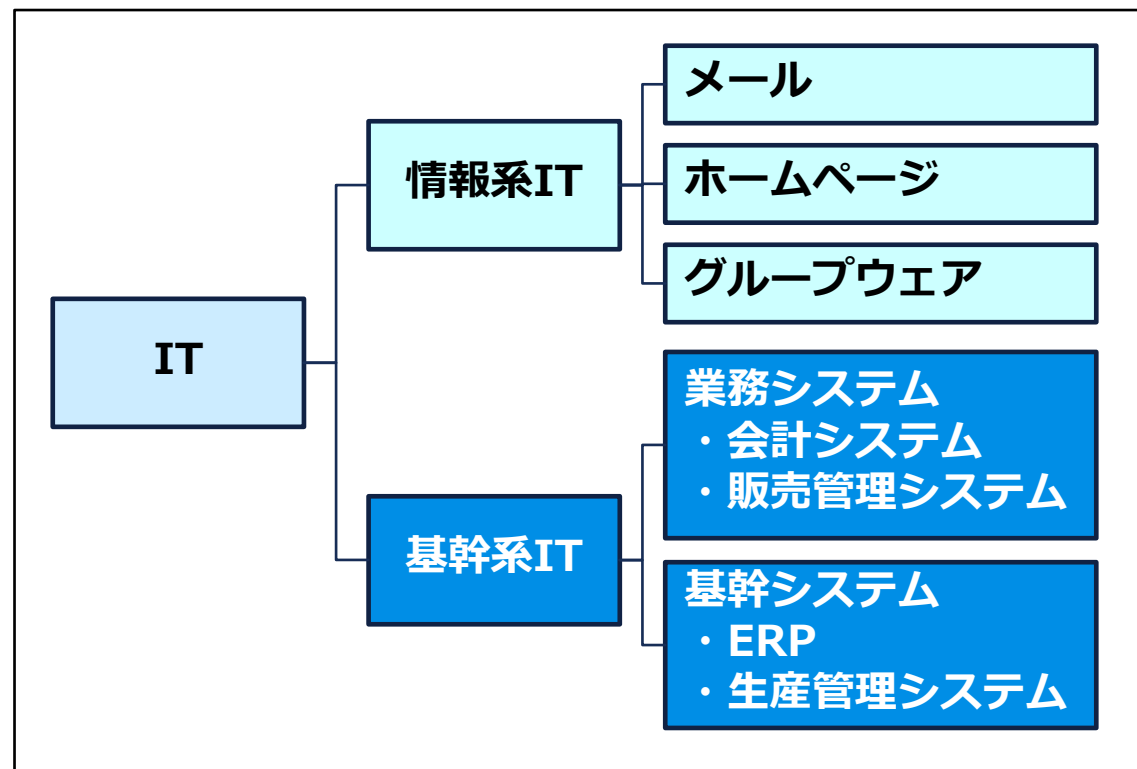 IT
情報系IT
メール
ホームページ
グループウェア
基幹系IT
業務システム
・会計システム
・販売管理システム
基幹システム
・ERP
・生産管理システム